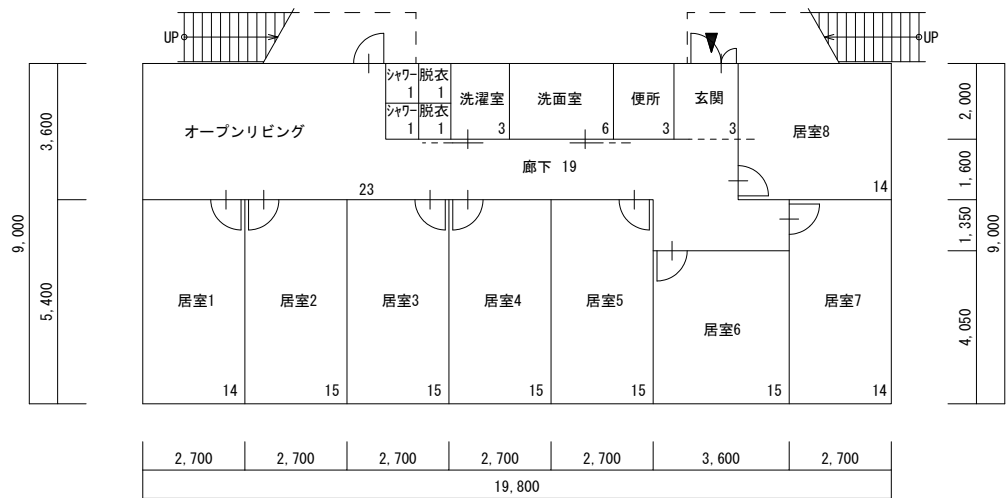 UP
UP
シャワー
1
脱衣
1
シャワー
1
脱衣
1
洗濯室
3
洗面室
6
便所
3
玄関
3
オープンリビング
23
廊下 19
居室8
14
居室1
14
居室2
15
居室3
15
居室4
15
居室5
15
居室6
15
居室7
14
9,000
3,600
5,400
2,000
1,600
1,350
4,050
9,000
2,700
2,700
2,700
2,700
2,700
3,600
2,700
19,800